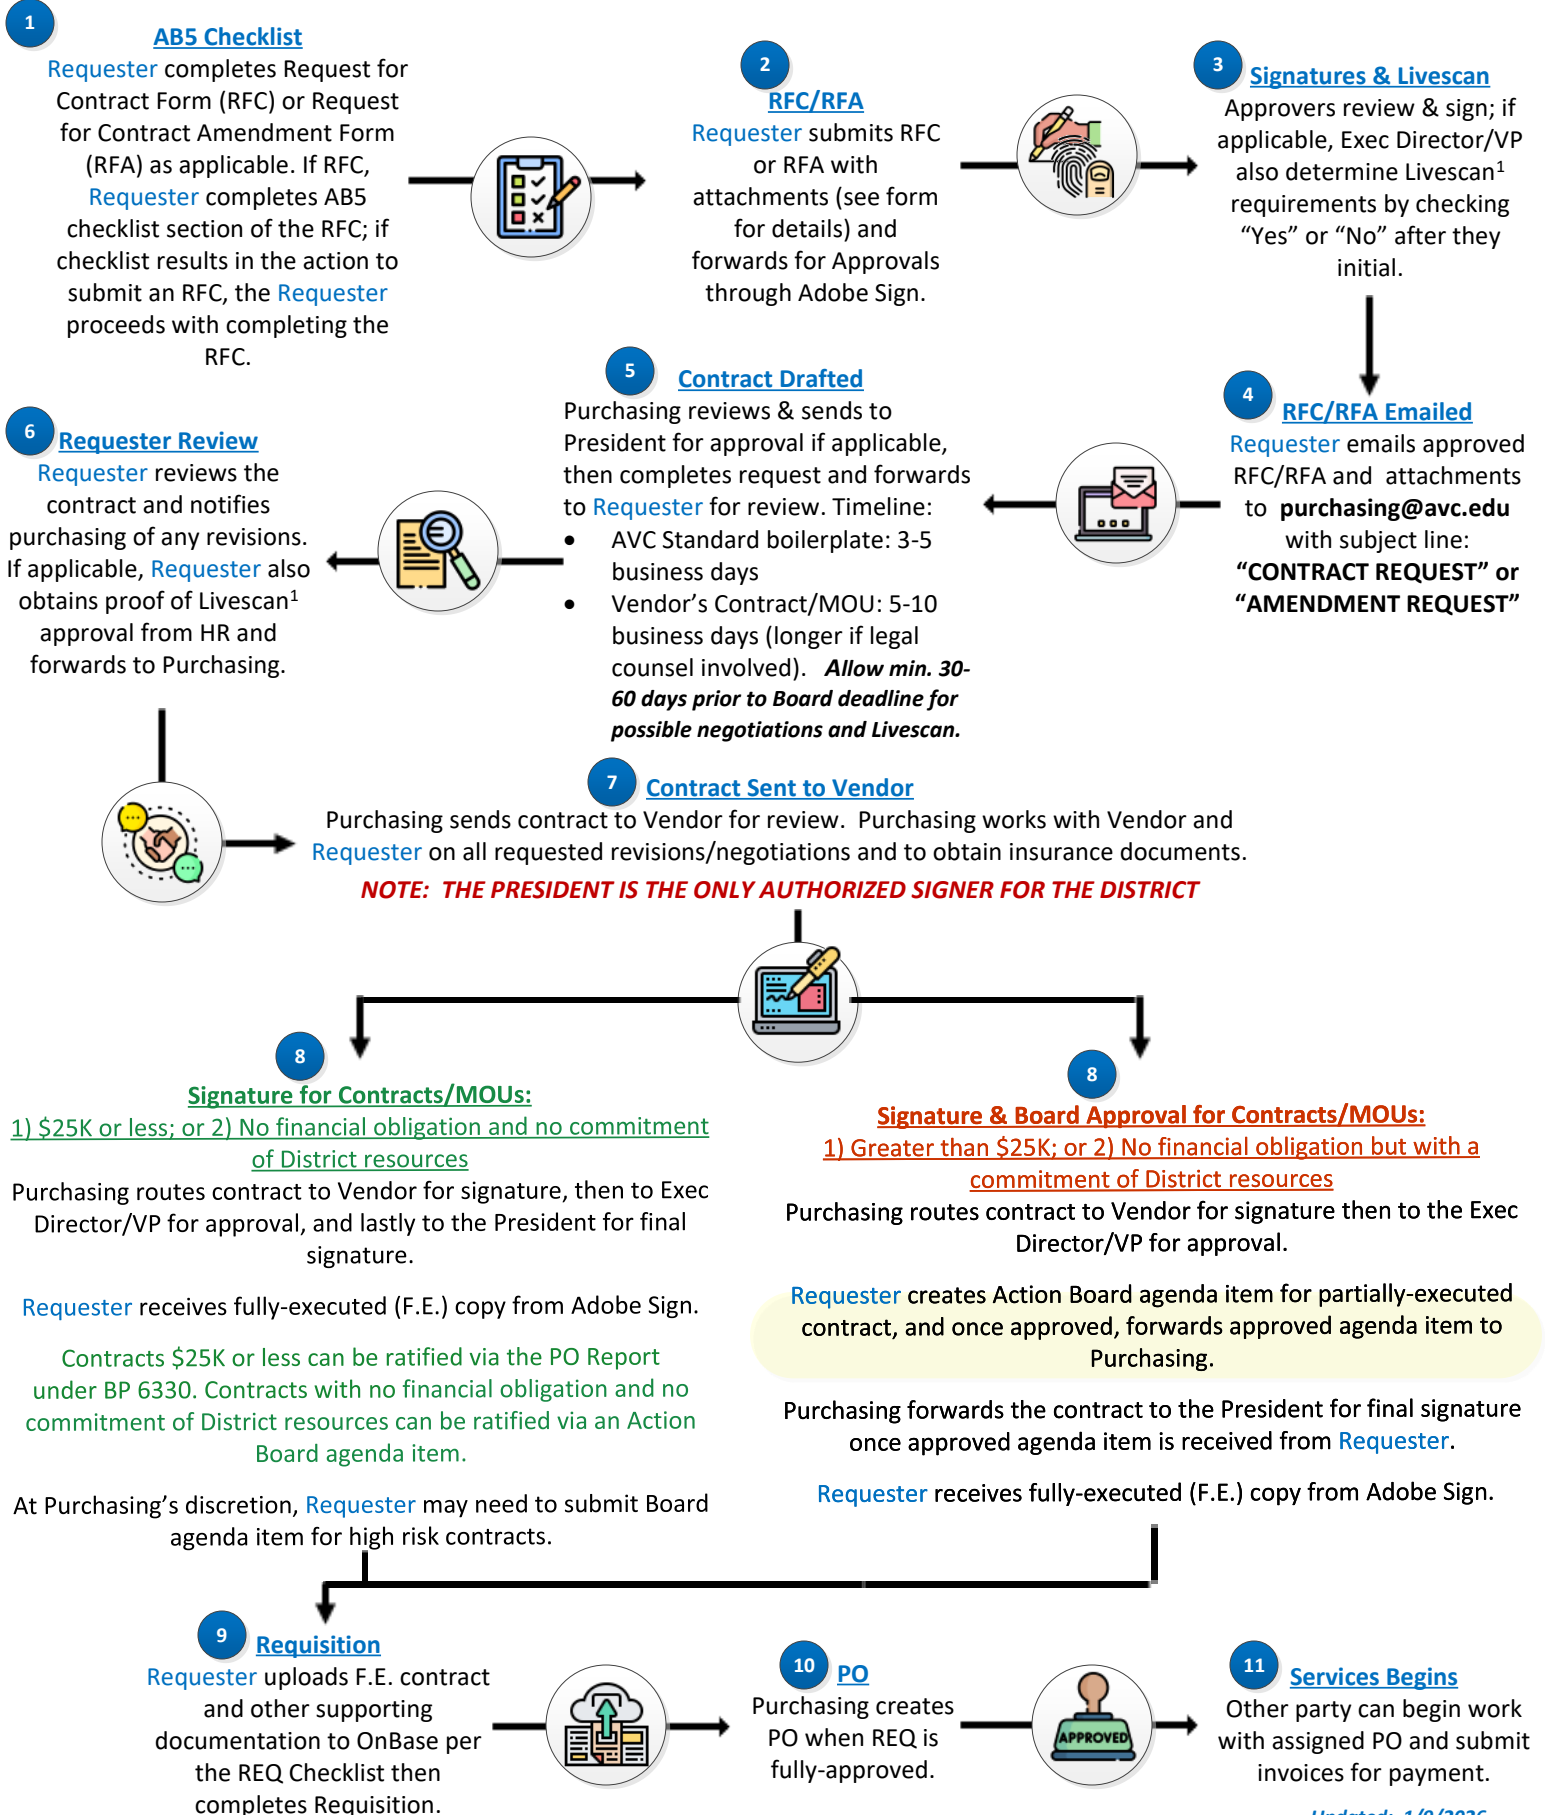 1
AB5 Checklist
Requester completes Request for
Contract Form (RFC) or Request
for Contract Amendment Form
(RFA) as applicable. If RFC,
Requester completes AB5
checklist section of the RFC; if
checklist results in the action to
submit an RFC, the Requester
proceeds with completing the
RFC.
2
RFC/RFA
Requester submits RFC
or RFA with
attachments (see form
for details) and
forwards for Approvals
through Adobe Sign.
3
Signatures & Livescan
Approvers review & sign; if
applicable, Exec Director/VP
also determine Livescan1
requirements by checking
“Yes” or “No” after they
initial.
4
RFC/RFA Emailed
Requester emails approved
RFC/RFA and attachments
to purchasing@avc.edu
with subject line:
“CONTRACT REQUEST” or
“AMENDMENT REQUEST”
5
Contract Drafted
Purchasing reviews & sends to
President for approval if applicable,
then completes request and forwards
to Requester for review. Timeline:
• AVC Standard boilerplate: 3-5
business days
• Vendor’s Contract/MOU: 5-10
business days (longer if legal
counsel involved). Allow min. 30-
60 days prior to Board deadline for
possible negotiations and Livescan.
6
Requester Review
Requester reviews the
contract and notifies
purchasing of any revisions.
If applicable, Requester also
obtains proof of Livescan1
approval from HR and
forwards to Purchasing.
7
Contract Sent to Vendor
Purchasing sends contract to Vendor for review. Purchasing works with Vendor and
Requester on all requested revisions/negotiations and to obtain insurance documents.
NOTE: THE PRESIDENT IS THE ONLY AUTHORIZED SIGNER FOR THE DISTRICT
8
Signature for Contracts/MOUs:
1) $25K or less; or 2) No financial obligation and no commitment
of District resources
Purchasing routes contract to Vendor for signature, then to Exec
Director/VP for approval, and lastly to the President for final
signature.
Requester receives fully-executed (F.E.) copy from Adobe Sign.
Contracts $25K or less can be ratified via the PO Report
under BP 6330. Contracts with no financial obligation and no
commitment of District resources can be ratified via an Action
Board agenda item.
At Purchasing’s discretion, Requester may need to submit Board
agenda item for high risk contracts.
8
Signature & Board Approval for Contracts/MOUs:
1) Greater than $25K; or 2) No financial obligation but with a
commitment of District resources
Purchasing routes contract to Vendor for signature then to the Exec
Director/VP for approval.
Requester creates Action Board agenda item for partially-executed
contract, and once approved, forwards approved agenda item to
Purchasing.
Purchasing forwards the contract to the President for final signature
once approved agenda item is received from Requester.
Requester receives fully-executed (F.E.) copy from Adobe Sign.
9
Requisition
Requester uploads F.E. contract
and other supporting
documentation to OnBase per
the REQ Checklist then
completes Requisition.
10
PO
Purchasing creates
PO when REQ is
fully-approved.
APPROVED
11
Services Begins
Other party can begin work
with assigned PO and submit
invoices for payment.
Updated: 1/9/2026